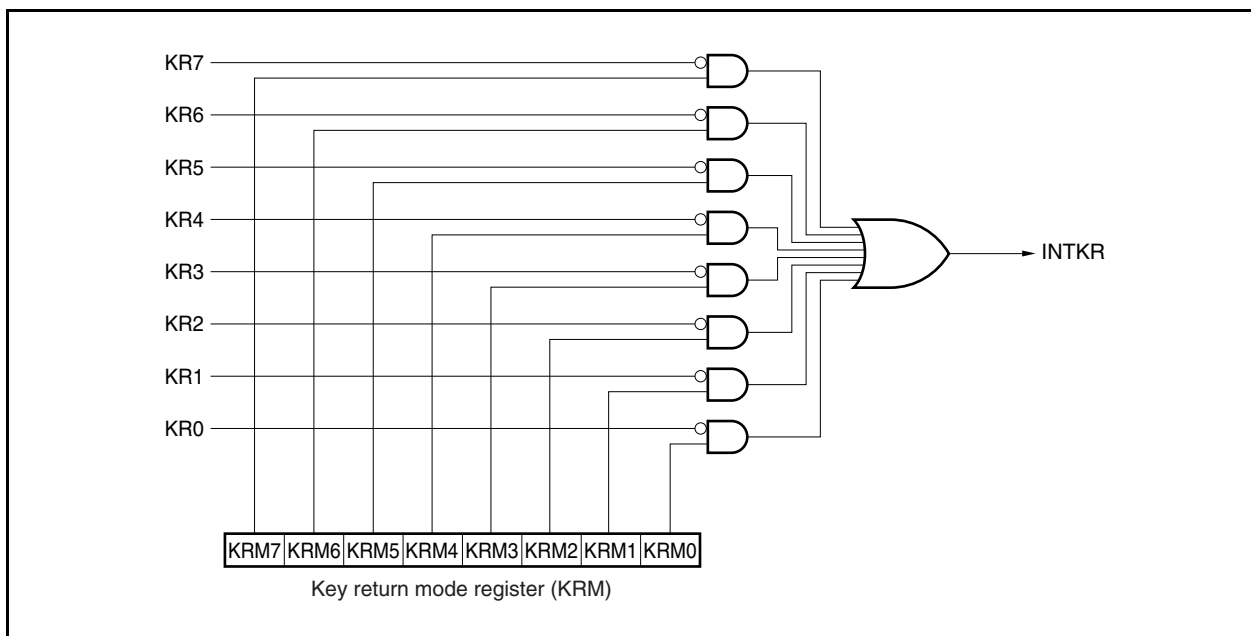 KR7
KR6
KR5
KR4
KR3
KR2
KR1
KR0
INTKR
KRM7 KRM6 KRM5 KRM4 KRM3 KRM2 KRM1 KRM0
Key return mode register (KRM)